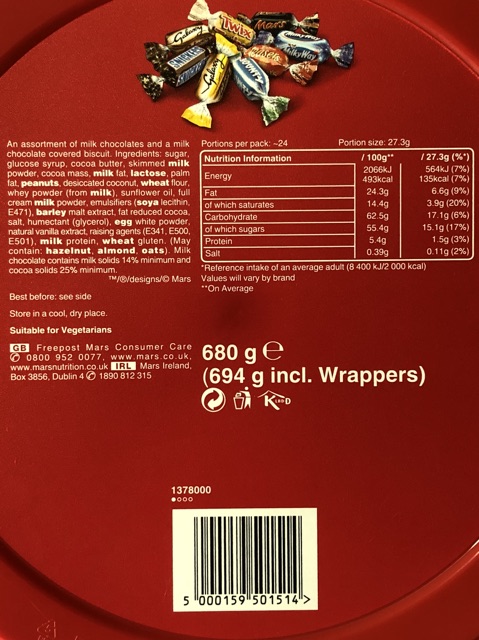 Galaxy
TWIX
Mars
MilkyWay
SNICKERS
An assortment of milk chocolates and a milk
chocolate covered biscuit. Ingredients: sugar,
glucose syrup, cocoa butter, skimmed milk
powder, cocoa mass, milk fat, lactose, palm
fat, peanuts, desiccated coconut, wheat flour,
whey powder (from milk), sunflower oil, full
cream milk powder, emulsifiers (soya lecithin,
E471), barley malt extract, fat reduced cocoa,
salt, humectant (glycerol), egg white powder,
natural vanilla extract, raising agents (E341, E500,
E501), milk protein, wheat gluten. (May
contain: hazelnut, almond, oats). Milk
chocolate contains milk solids 14% minimum and
cocoa solids 25% minimum.
™/®/designs/© Mars
Best before: see side
Store in a cool, dry place.
Suitable for Vegetarians
GB Freepost Mars Consumer Care
✆ 0800 952 0077, www.mars.co.uk,
www.marsnutrition.co.uk IRL Mars Ireland,
Box 3856, Dublin 4 ✆ 1890 812 315
Portions per pack: ~24 Portion size: 27.3g
Nutrition Information / 100g** / 27.3g (%*)
Energy 2066kJ 564kJ (7%)
493kcal 135kcal (7%)
Fat 24.3g 6.6g (9%)
of which saturates 14.4g 3.9g (20%)
Carbohydrate 62.5g 17.1g (6%)
of which sugars 55.4g 15.1g (17%)
Protein 5.4g 1.5g (3%)
Salt 0.39g 0.11g (2%)
*Reference intake of an average adult (8 400 kJ/2 000 kcal)
Values will vary by brand
**On Average
680 g ℮
(694 g incl. Wrappers)
K LBD D
1378000
5 000159 501514 >